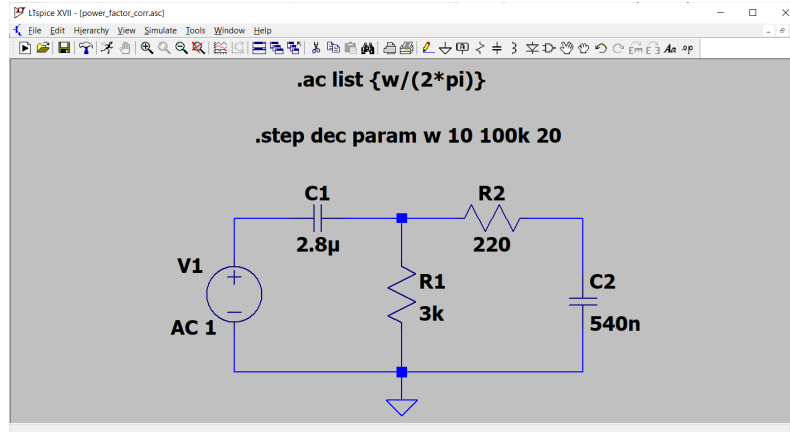 LTspice XVII - [power_factor_corr.asc]
File Edit Hierarchy View Simulate Tools Window Help
.ac list {w/(2*pi)}
.step dec param w 10 100k 20
C1
2.8µ
R2
220
V1
AC 1
R1
3k
C2
540n